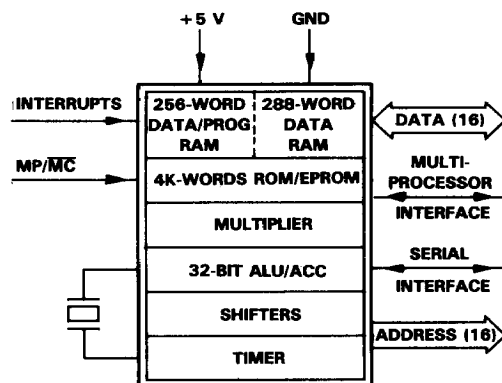 +5 V
GND
INTERRUPTS
MP/M̅C̅
256-WORD
DATA/PROG
RAM
288-WORD
DATA
RAM
4K-WORDS ROM/EPROM
MULTIPLIER
32-BIT ALU/ACC
SHIFTERS
TIMER
DATA (16)
MULTI-
PROCESSOR
INTERFACE
SERIAL
INTERFACE
ADDRESS (16)